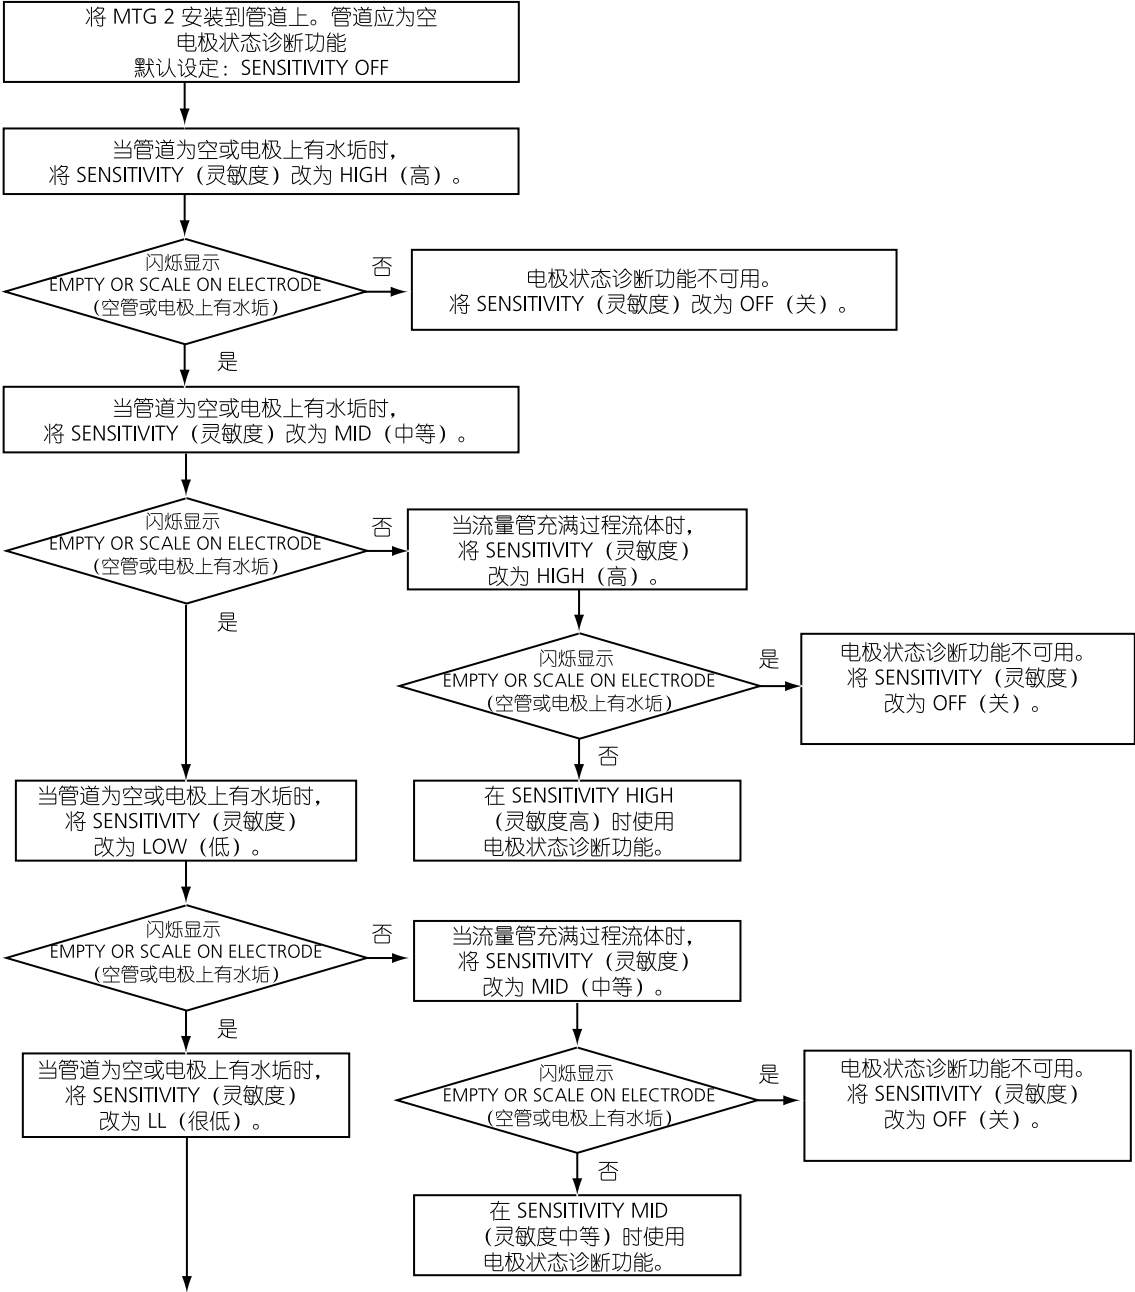 将 MTG 2 安装到管道上。管道应为空
电极状态诊断功能
默认设定：SENSITIVITY OFF
当管道为空或电极上有水垢时，
将 SENSITIVITY（灵敏度）改为 HIGH（高）。
闪烁显示
EMPTY OR SCALE ON ELECTRODE
（空管或电极上有水垢）
否
电极状态诊断功能不可用。
将 SENSITIVITY（灵敏度）改为 OFF（关）。
是
当管道为空或电极上有水垢时，
将 SENSITIVITY（灵敏度）改为 MID（中等）。
闪烁显示
EMPTY OR SCALE ON ELECTRODE
（空管或电极上有水垢）
否
当流量管充满过程流体时，
将 SENSITIVITY（灵敏度）
改为 HIGH（高）。
是
闪烁显示
EMPTY OR SCALE ON ELECTRODE
（空管或电极上有水垢）
是
电极状态诊断功能不可用。
将 SENSITIVITY（灵敏度）
改为 OFF（关）。
否
当管道为空或电极上有水垢时，
将 SENSITIVITY（灵敏度）
改为 LOW（低）。
在 SENSITIVITY HIGH
（灵敏度高）时使用
电极状态诊断功能。
闪烁显示
EMPTY OR SCALE ON ELECTRODE
（空管或电极上有水垢）
否
当流量管充满过程流体时，
将 SENSITIVITY（灵敏度）
改为 MID（中等）。
是
当管道为空或电极上有水垢时，
将 SENSITIVITY（灵敏度）
改为 LL（很低）。
闪烁显示
EMPTY OR SCALE ON ELECTRODE
（空管或电极上有水垢）
是
电极状态诊断功能不可用。
将 SENSITIVITY（灵敏度）
改为 OFF（关）。
否
在 SENSITIVITY MID
（灵敏度中等）时使用
电极状态诊断功能。